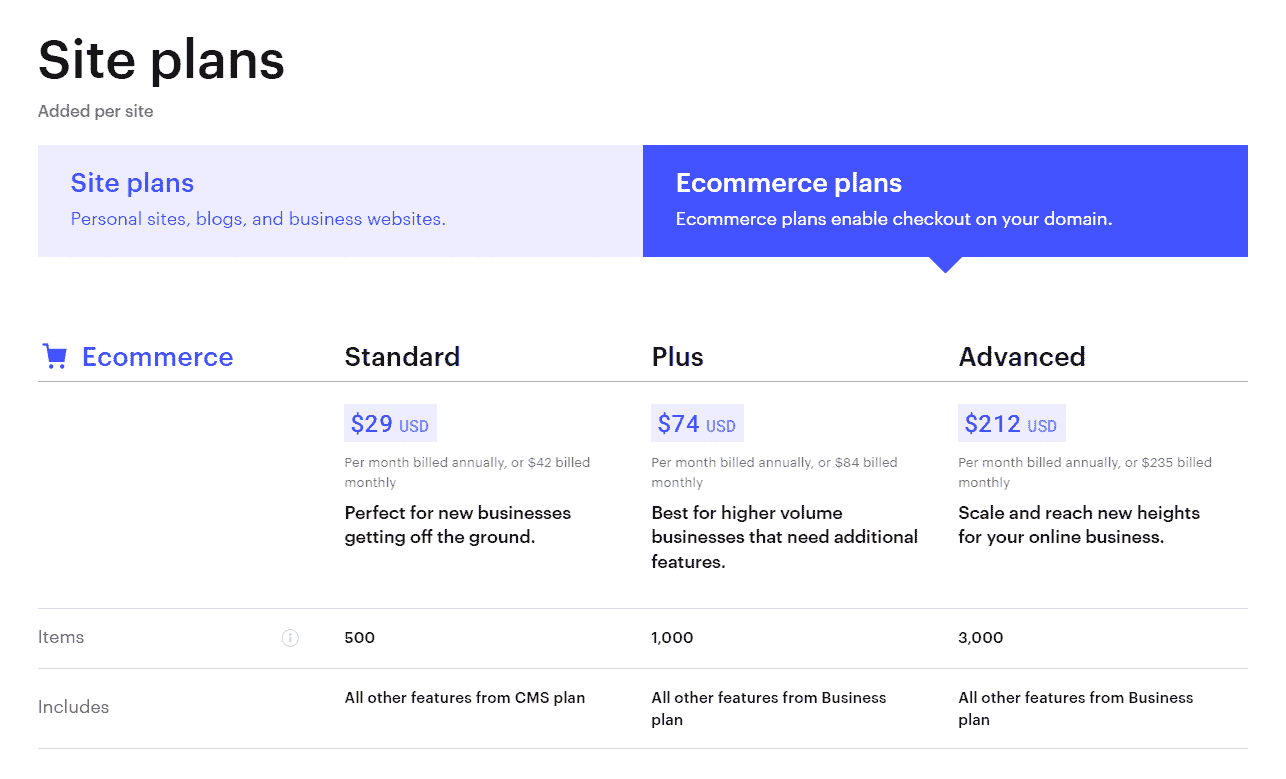 Site plans
Added per site
Site plans
Personal sites, blogs, and business websites.
Ecommerce plans
Ecommerce plans enable checkout on your domain.
Ecommerce
Standard
Plus
Advanced
$29 USD
Per month billed annually, or $42 billed
monthly
Perfect for new businesses
getting off the ground.
$74 USD
Per month billed annually, or $84 billed
monthly
Best for higher volume
businesses that need additional
features.
$212 USD
Per month billed annually, or $235 billed
monthly
Scale and reach new heights
for your online business.
Items
500
1,000
3,000
Includes
All other features from CMS plan
All other features from Business
plan
All other features from Business
plan